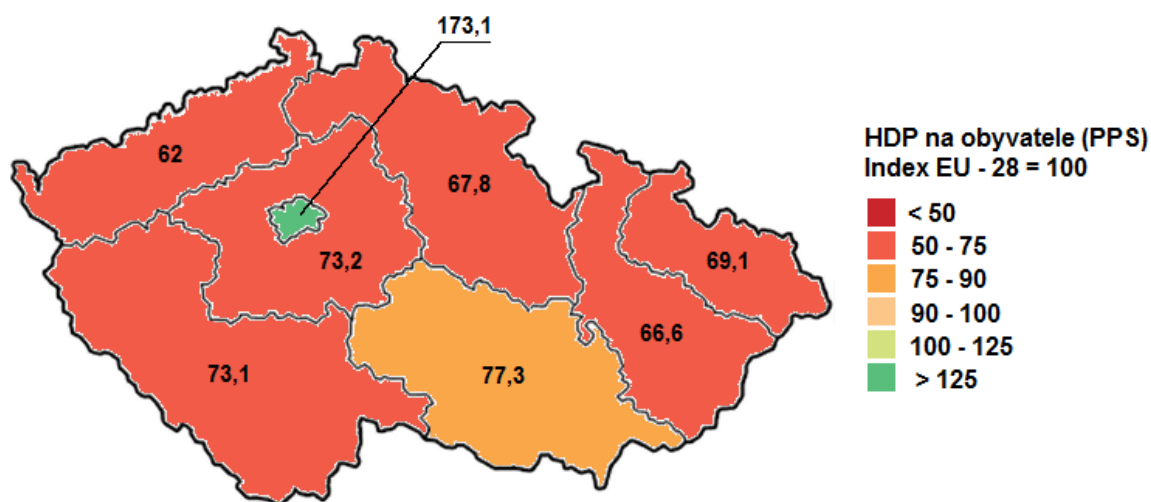 173,1
62
67,8
73,2
69,1
66,6
73,1
77,3
HDP na obyvatele (PPS)
Index EU - 28 = 100
< 50
50 - 75
75 - 90
90 - 100
100 - 125
> 125